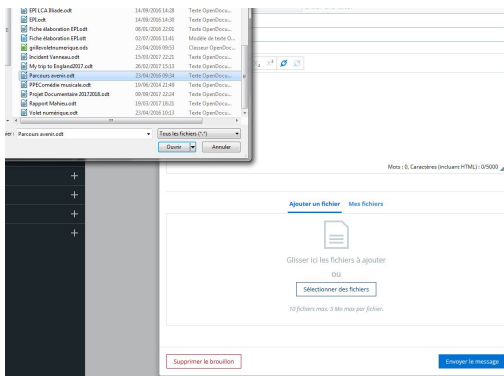 EPI LCA Iliade.odt 14/09/2016 14:28 Texte OpenDocu...
EPI.odt 14/09/2016 14:30 Texte OpenDocu...
Fiche élaboration EPI.odt 08/01/2016 22:01 Texte OpenDocu...
Fiche élaboration EPI.ott 02/07/2016 11:41 Modèle de texte O...
grillevoletnumerique.ods 23/04/2016 09:53 Classeur OpenDoc...
Incident Vanneau.odt 15/03/2017 22:21 Texte OpenDocu...
My trip to England2017.odt 26/02/2017 15:13 Texte OpenDocu...
Parcours avenir.odt 23/04/2016 09:34 Texte OpenDocu...
PPEComédie musicale.odt 19/06/2014 21:49 Texte OpenDocu...
Projet Documentaire 20172018.odt 09/09/2017 22:24 Texte OpenDocu...
Rapport Mahieu.odt 19/03/2017 16:21 Texte OpenDocu...
Volet numérique.odt 23/04/2016 10:13 Texte OpenDocu...
ier : Parcours avenir.odt Tous les fichiers (*.*)
Ouvrir Annuler
Mots : 0, Caractères (incluant HTML) : 0/5000
Ajouter un fichier Mes fichiers
Glisser ici les fichiers à ajouter
OU
Sélectionner des fichiers
10 fichiers max. 5 Mo max par fichier.
Supprimer le brouillon Envoyer le message